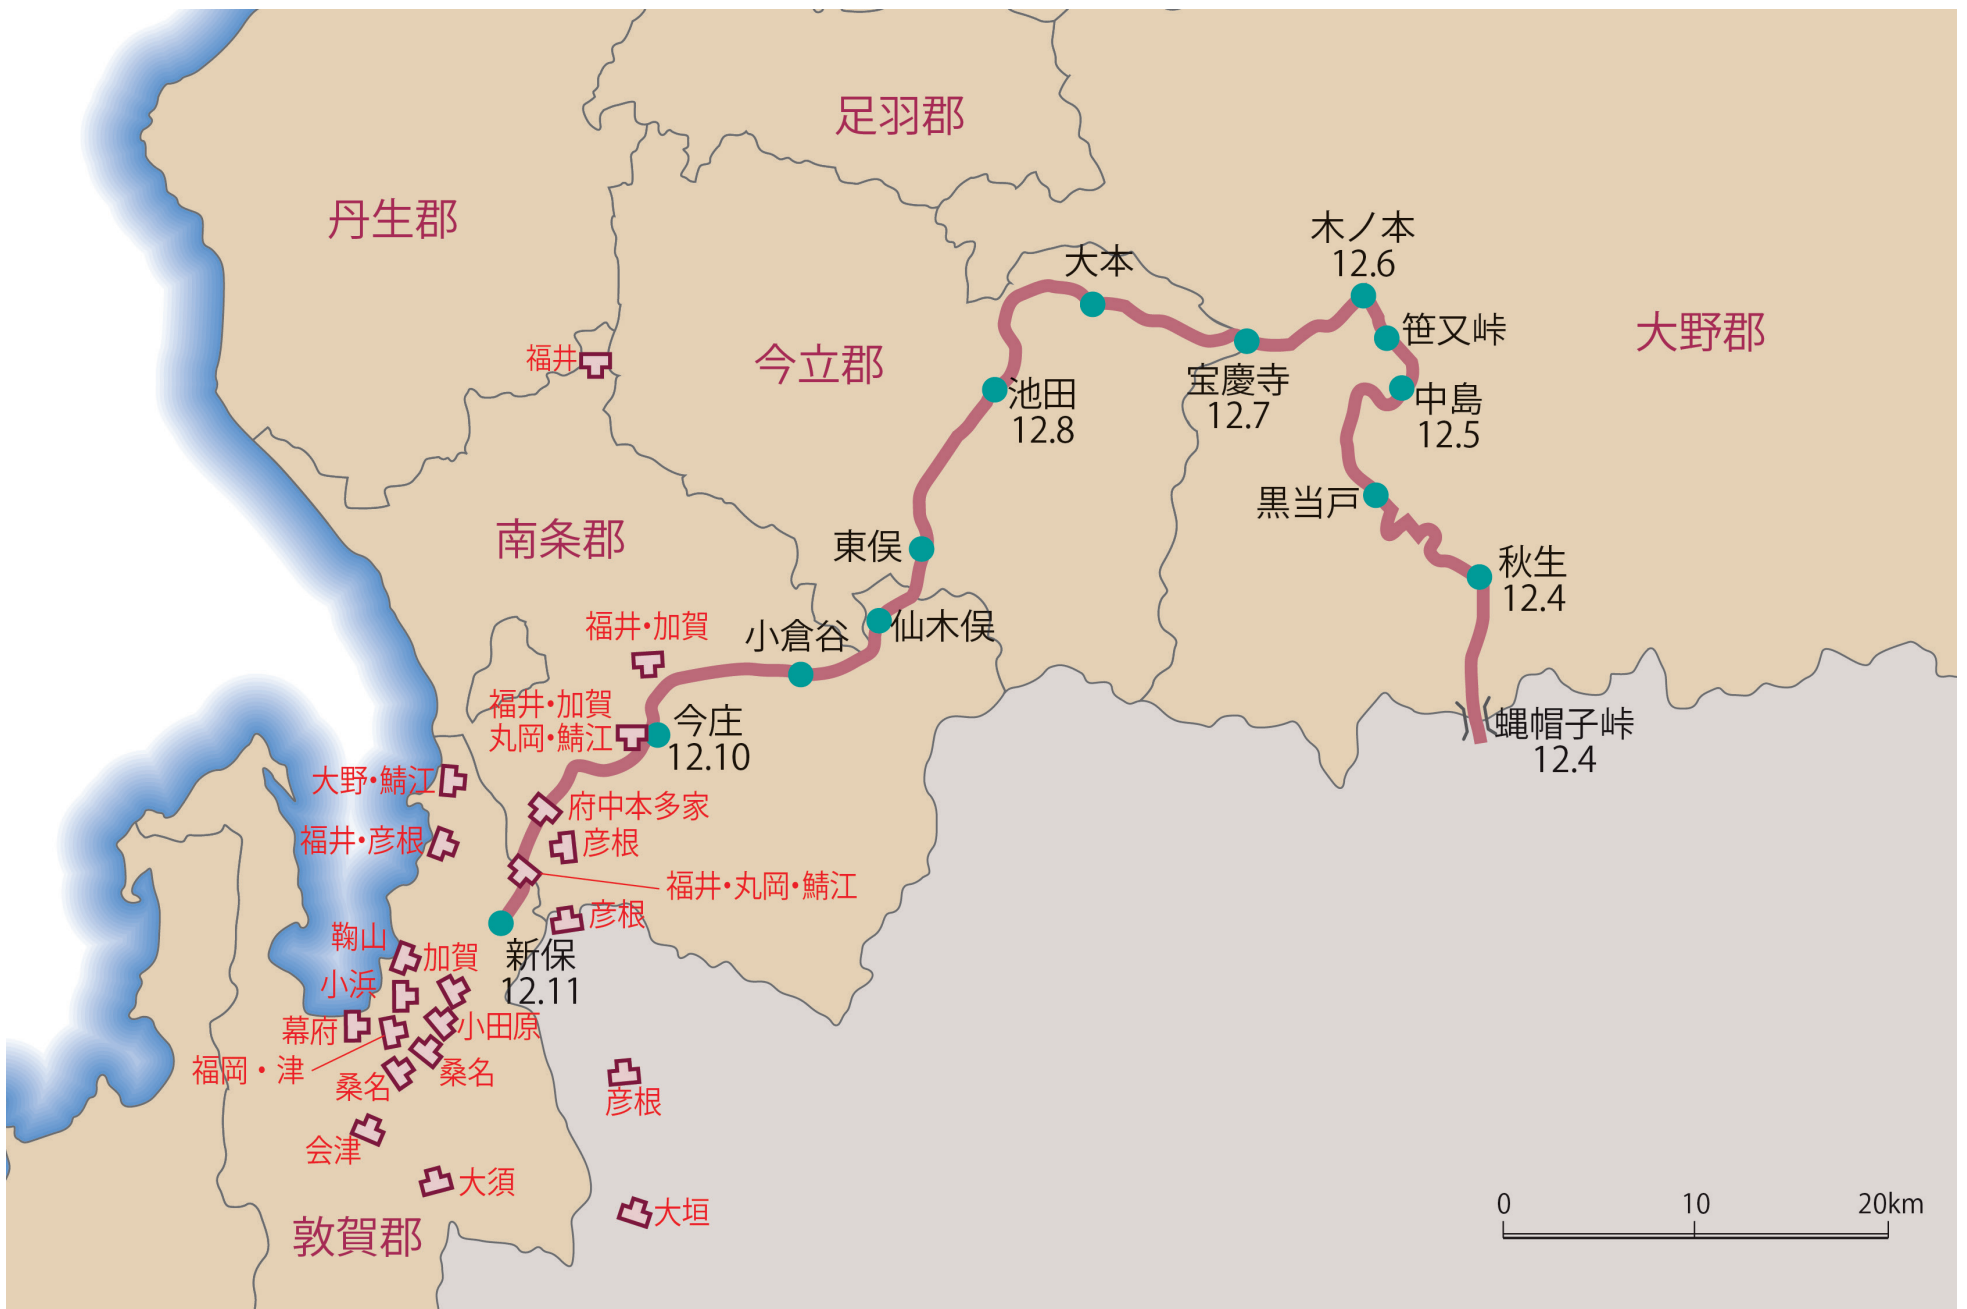 足羽郡
丹生郡
木ノ本
12.6
大本
笹又峠
大野郡
福井
今立郡
池田
12.8
宝慶寺
12.7
中島
12.5
黒当戸
南条郡
東俣
秋生
12.4
福井・加賀
小倉谷
仙木俣
福井・加賀
丸岡・鯖江
今庄
12.10
蝿帽子峠
12.4
大野・鯖江
府中本多家
福井・彦根
彦根
福井・丸岡・鯖江
彦根
鞠山
加賀
新保
12.11
小浜
幕府
小田原
福岡・津
桑名
桑名
彦根
会津
大須
大垣
敦賀郡
0
10
20km